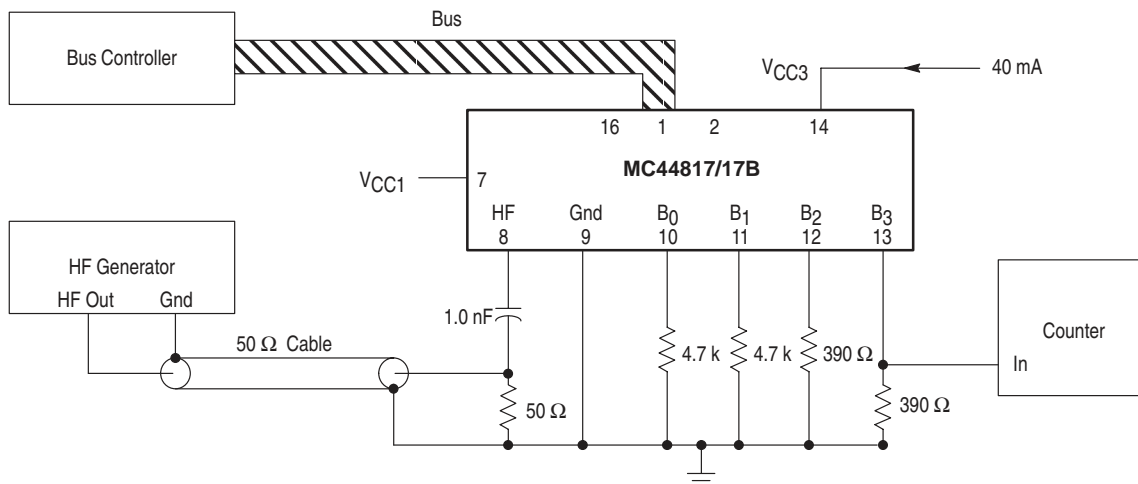 Bus
Bus Controller
VCC3
40 mA
16 1 2 14
MC44817/17B
VCC1
7
HF Gnd B0 B1 B2 B3
8 9 10 11 12 13
HF Generator
HF Out Gnd
1.0 nF
50 Ω Cable
4.7 k 4.7 k 390 Ω
Counter
In
50 Ω
390 Ω